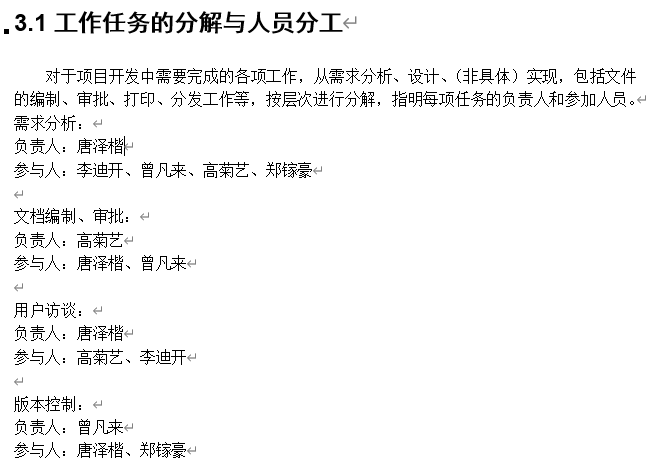 3.1 工作任务的分解与人员分工
对于项目开发中需要完成的各项工作，从需求分析、设计、（非具体）实现，包括文件
的编制、审批、打印、分发工作等，按层次进行分解，指明每项任务的负责人和参加人员。
需求分析：
负责人：唐泽楷
参与人：李迪开、曾凡来、高菊艺、郑镓豪
文档编制、审批：
负责人：高菊艺
参与人：唐泽楷、曾凡来
用户访谈：
负责人：唐泽楷
参与人：高菊艺、李迪开
版本控制：
负责人：曾凡来
参与人：唐泽楷、郑镓豪